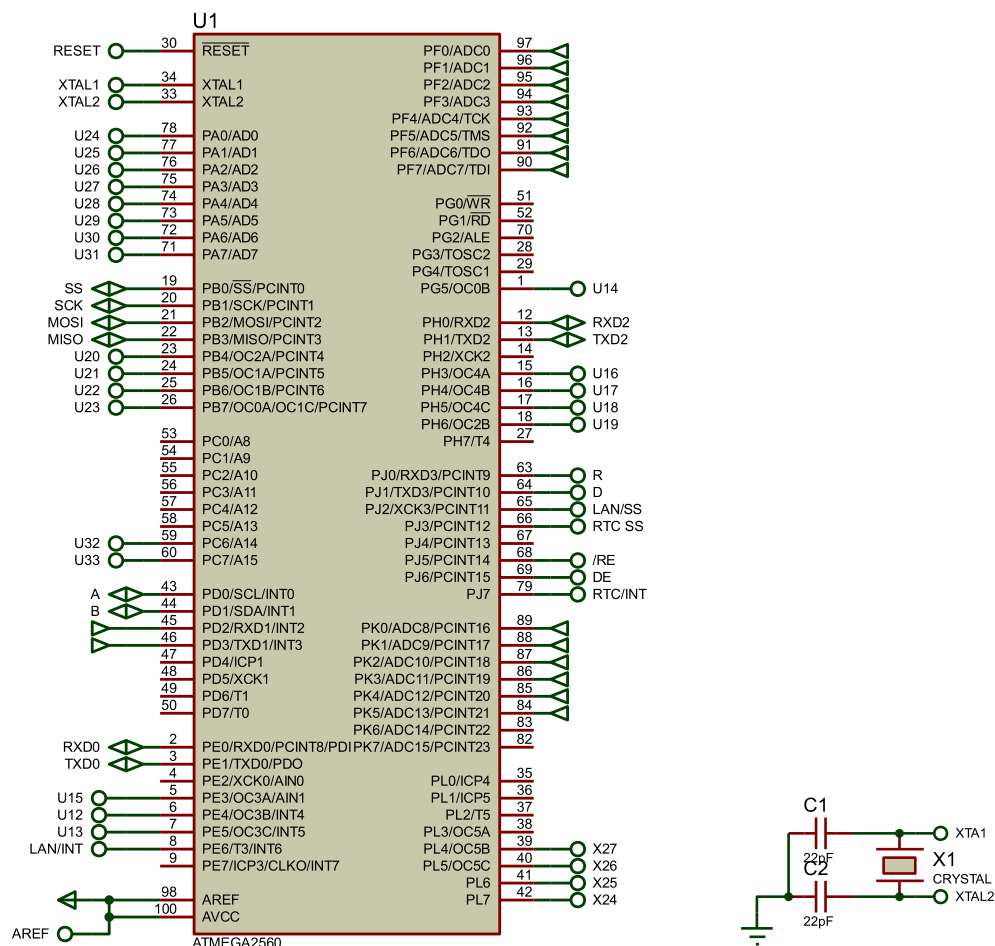 U1
RESET 30 RESET PF0/ADC0 97
PF1/ADC1 96
XTAL1 34 XTAL1 PF2/ADC2 95
XTAL2 33 XTAL2 PF3/ADC3 94
PF4/ADC4/TCK 93
U24 78 PA0/AD0 PF5/ADC5/TMS 92
U25 77 PA1/AD1 PF6/ADC6/TDO 91
U26 76 PA2/AD2 PF7/ADC7/TDI 90
U27 75 PA3/AD3
U28 74 PA4/AD4 PG0/WR 51
U29 73 PA5/AD5 PG1/RD 52
U30 72 PA6/AD6 PG2/ALE 70
U31 71 PA7/AD7 PG3/TOSC2 28
PG4/TOSC1 29
SS 19 PB0/SS/PCINT0 PG5/OC0B 1 U14
SCK 20 PB1/SCK/PCINT1
MOSI 21 PB2/MOSI/PCINT2 PH0/RXD2 12 RXD2
MISO 22 PB3/MISO/PCINT3 PH1/TXD2 13 TXD2
U20 23 PB4/OC2A/PCINT4 PH2/XCK2 14
U21 24 PB5/OC1A/PCINT5 PH3/OC4A 15 U16
U22 25 PB6/OC1B/PCINT6 PH4/OC4B 16 U17
U23 26 PB7/OC0A/OC1C/PCINT7 PH5/OC4C 17 U18
PH6/OC2B 18 U19
53 PC0/A8 PH7/T4 27
54 PC1/A9
55 PC2/A10 PJ0/RXD3/PCINT9 63 R
56 PC3/A11 PJ1/TXD3/PCINT10 64 D
57 PC4/A12 PJ2/XCK3/PCINT11 65 LAN/SS
58 PC5/A13 PJ3/PCINT12 66 RTC SS
U32 59 PC6/A14 PJ4/PCINT13 67
U33 60 PC7/A15 PJ5/PCINT14 68 /RE
PJ6/PCINT15 69 DE
A 43 PD0/SCL/INT0 PJ7 79 RTC/INT
B 44 PD1/SDA/INT1
45 PD2/RXD1/INT2 PK0/ADC8/PCINT16 89
46 PD3/TXD1/INT3 PK1/ADC9/PCINT17 88
47 PD4/ICP1 PK2/ADC10/PCINT18 87
48 PD5/XCK1 PK3/ADC11/PCINT19 86
49 PD6/T1 PK4/ADC12/PCINT20 85
50 PD7/T0 PK5/ADC13/PCINT21 84
PK6/ADC14/PCINT22 83
RXD0 2 PE0/RXD0/PCINT8/PDI PK7/ADC15/PCINT23 82
TXD0 3 PE1/TXD0/PDO
4 PE2/XCK0/AIN0 PL0/ICP4 35
U15 5 PE3/OC3A/AIN1 PL1/ICP5 36
U12 6 PE4/OC3B/INT4 PL2/T5 37
U13 7 PE5/OC3C/INT5 PL3/OC5A 38
LAN/INT 8 PE6/T3/INT6 PL4/OC5B 39 X27
9 PE7/ICP3/CLKO/INT7 PL5/OC5C 40 X26
PL6 41 X25
98 AREF PL7 42 X24
100 AVCC
AREF
ATMEGA2560
C1
XTA1
22pF
X1
C2
CRYSTAL
XTAL2
22pF